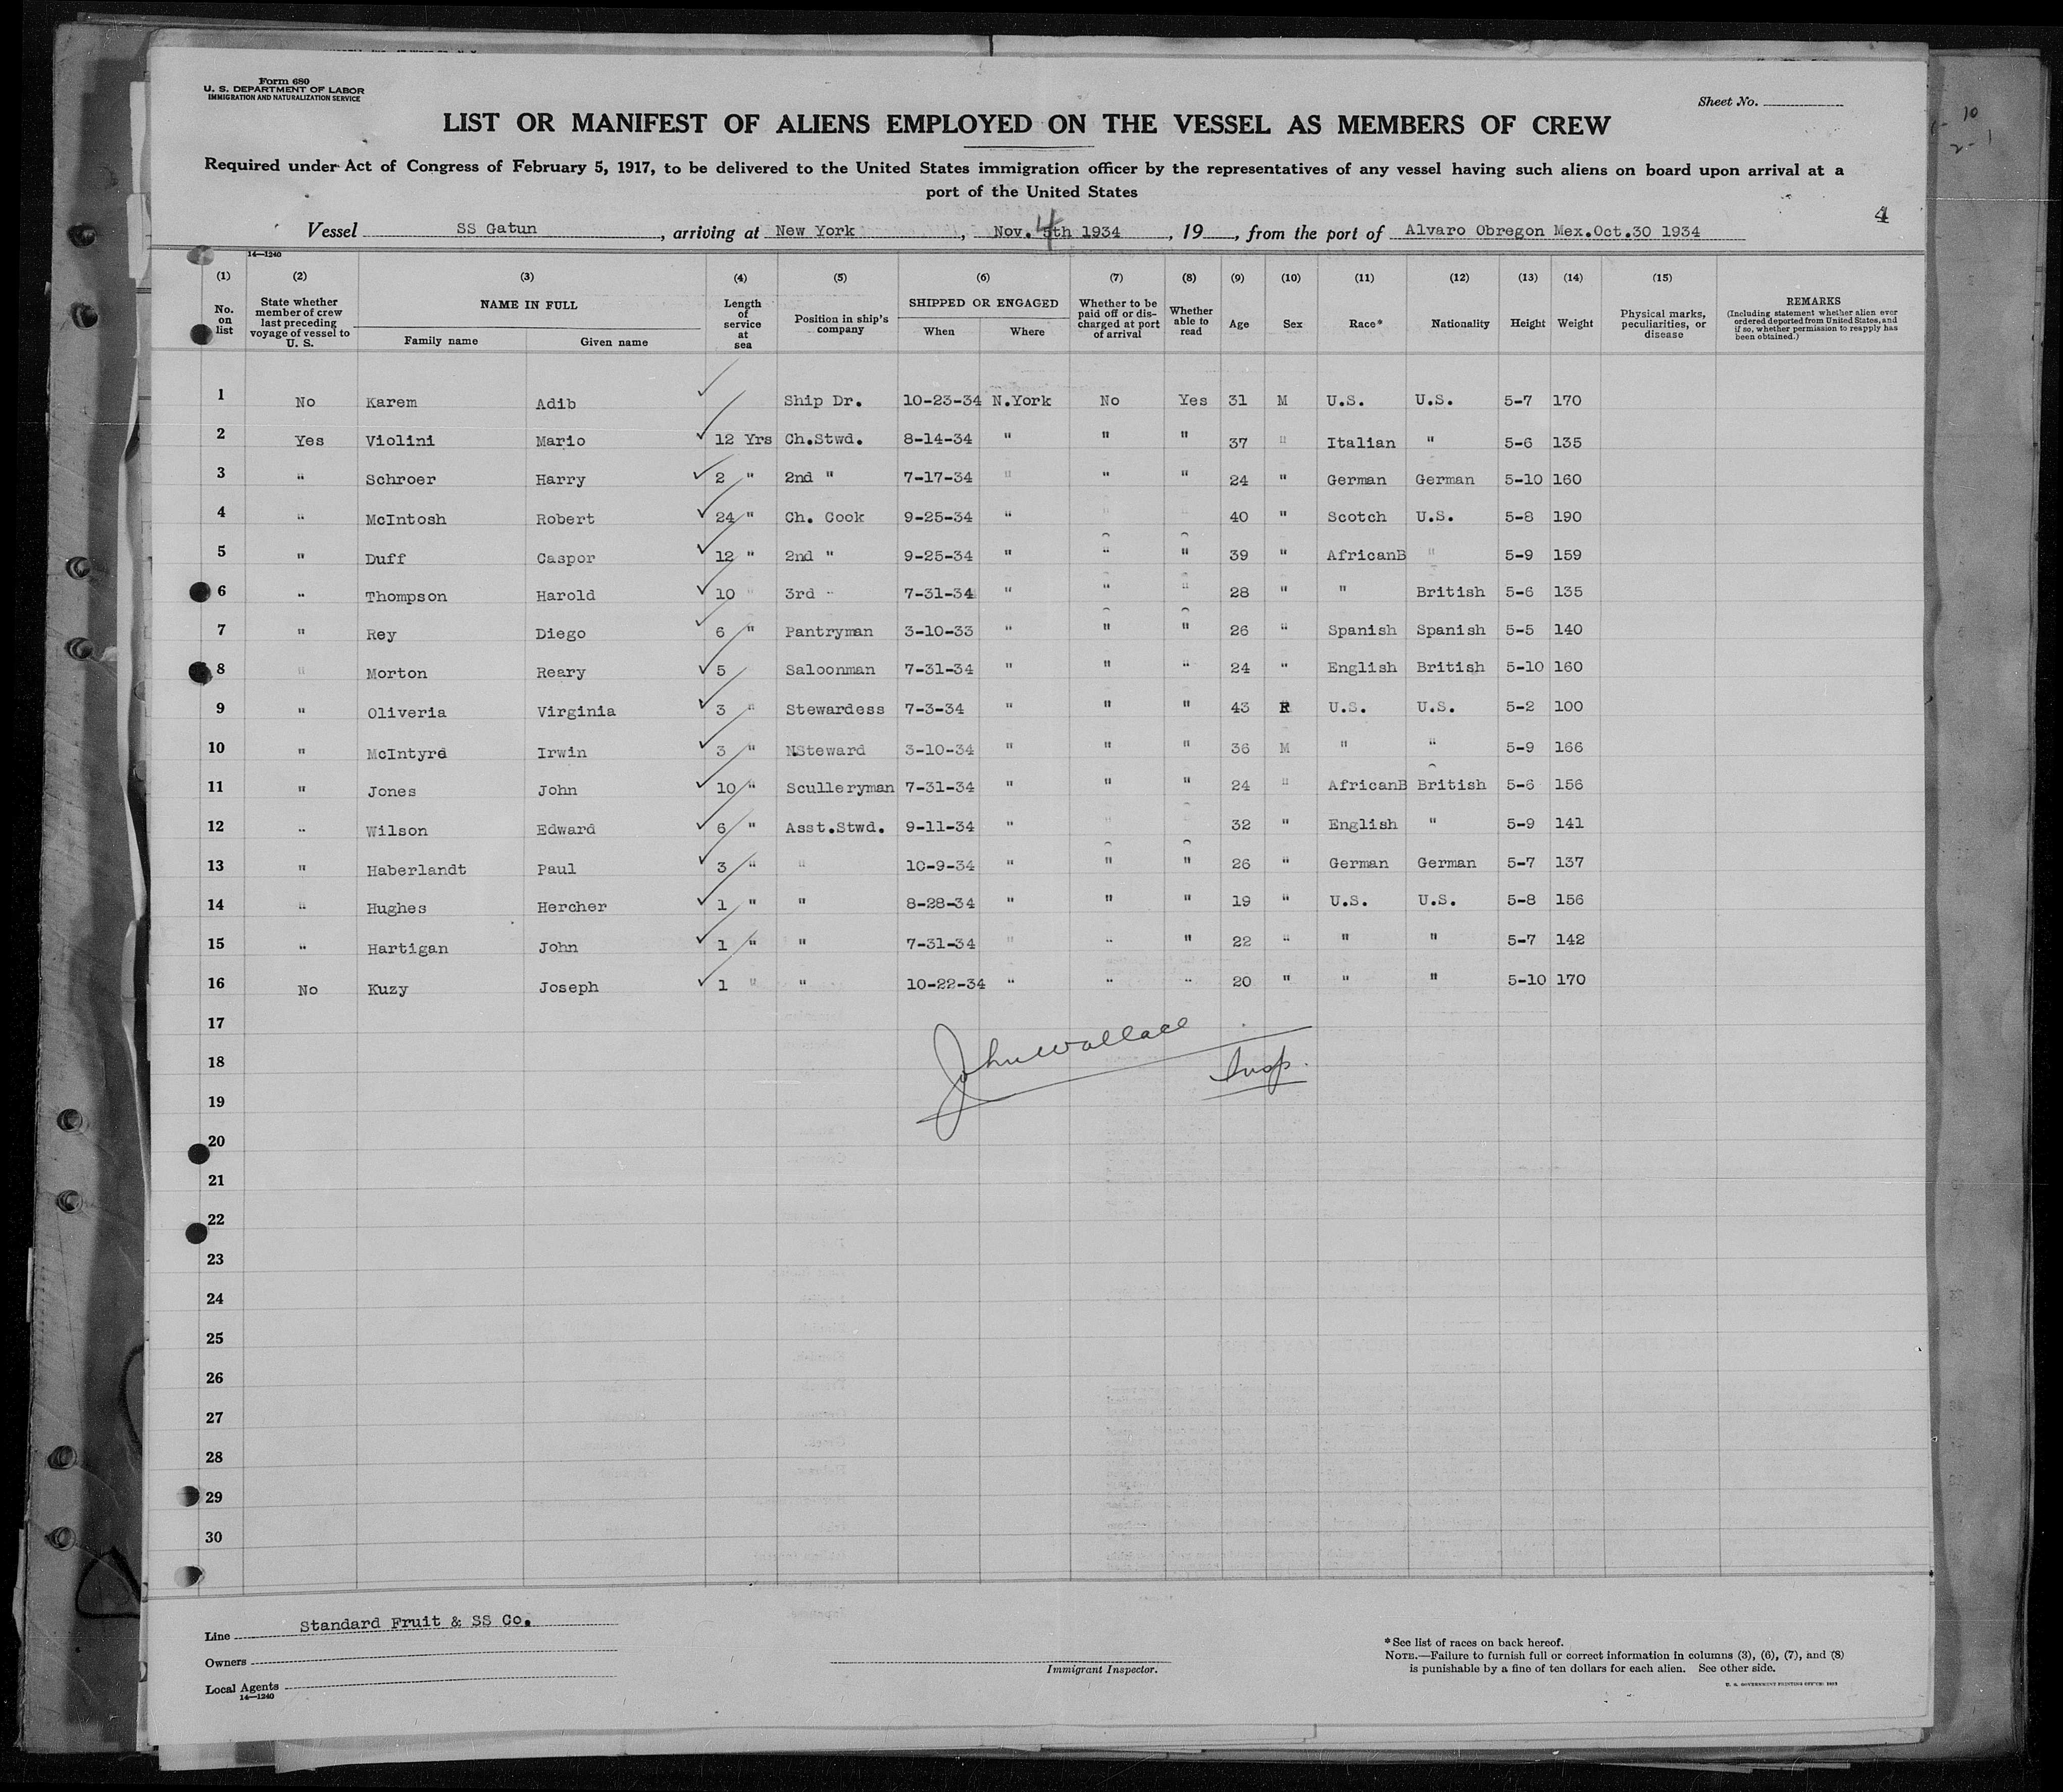 Form 680
U. S. DEPARTMENT OF LABOR
IMMIGRATION AND NATURALIZATION SERVICE
Sheet No.
LIST OR MANIFEST OF ALIENS EMPLOYED ON THE VESSEL AS MEMBERS OF CREW
Required under Act of Congress of February 5, 1917, to be delivered to the United States immigration officer by the representatives of any vessel having such aliens on board upon arrival at a
port of the United States
4
Vessel SS Gatun, arriving at New York, Nov. 4 5th 1934, 19, from the port of Alvaro Obregon Mex.Oct.30 1934
14—1240
(1) (2) (3) (4) (5) (6) (7) (8) (9) (10) (11) (12) (13) (14) (15)
No. on list State whether member of crew last preceding voyage of vessel to U. S. NAME IN FULL Family name Given name Length of service at sea Position in ship's company SHIPPED OR ENGAGED When Where Whether to be paid off or discharged at port of arrival Whether able to read Age Sex Race* Nationality Height Weight Physical marks, peculiarities, or disease REMARKS (Including statement whether alien ever ordered deported from United States, and if so, whether permission to reapply has been obtained.)
1 No Karem Adib Ship Dr. 10-23-34 N.York No Yes 31 M U.S. U.S. 5-7 170
2 Yes Violini Mario 12 Yrs Ch.Stwd. 8-14-34 " " " 37 " Italian " 5-6 135
3 " Schroer Harry 2 " 2nd " 7-17-34 " " " 24 " German German 5-10 160
4 " McIntosh Robert 24 " Ch. Cook 9-25-34 " " " 40 " Scotch U.S. 5-8 190
5 " Duff Caspor 12 " 2nd " 9-25-34 " " " 39 " AfricanB " 5-9 159
6 " Thompson Harold 10 " 3rd " 7-31-34 " " " 28 " " British 5-6 135
7 " Rey Diego 6 " Pantryman 3-10-33 " " " 26 " Spanish Spanish 5-5 140
8 " Morton Reary 5 Saloonman 7-31-34 " " " 24 " English British 5-10 160
9 " Oliveria Virginia 3 " Stewardess 7-3-34 " " " 43 F U.S. U.S. 5-2 100
10 " McIntyre Irwin 3 " N.Steward 3-10-34 " " " 36 M " " 5-9 166
11 " Jones John 10 " Sculleryman 7-31-34 " " " 24 " AfricanB British 5-6 156
12 " Wilson Edward 6 " Asst.Stwd. 9-11-34 " " 32 " English " 5-9 141
13 " Haberlandt Paul 3 " " 10-9-34 " " " 26 " German German 5-7 137
14 " Hughes Hercher 1 " " 8-28-34 " " " 19 " U.S. U.S. 5-8 156
15 " Hartigan John 1 " " 7-31-34 " " " 22 " " " 5-7 142
16 No Kuzy Joseph 1 " " 10-22-34 " " " 20 " " " 5-10 170
17
John Wallace
18
Insp.
19
20
21
22
23
24
25
26
27
28
29
30
Line Standard Fruit & SS Co.
Owners
Local Agents
14—1240
Immigrant Inspector.
*See list of races on back hereof.
NOTE.—Failure to furnish full or correct information in columns (3), (6), (7), and (8)
is punishable by a fine of ten dollars for each alien. See other side.
U. S. GOVERNMENT PRINTING OFFICE: